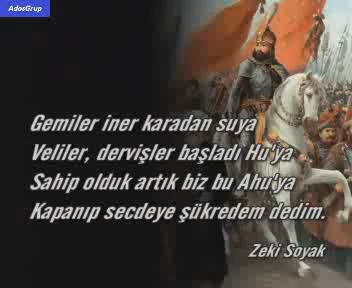 AdosGrup
Gemiler iner karadan suya
Veliler, dervişler başladı Hu'ya
Sahip olduk artık biz bu Ahu'ya
Kapanıp secdeye şükredem dedim.
Zeki Soyak